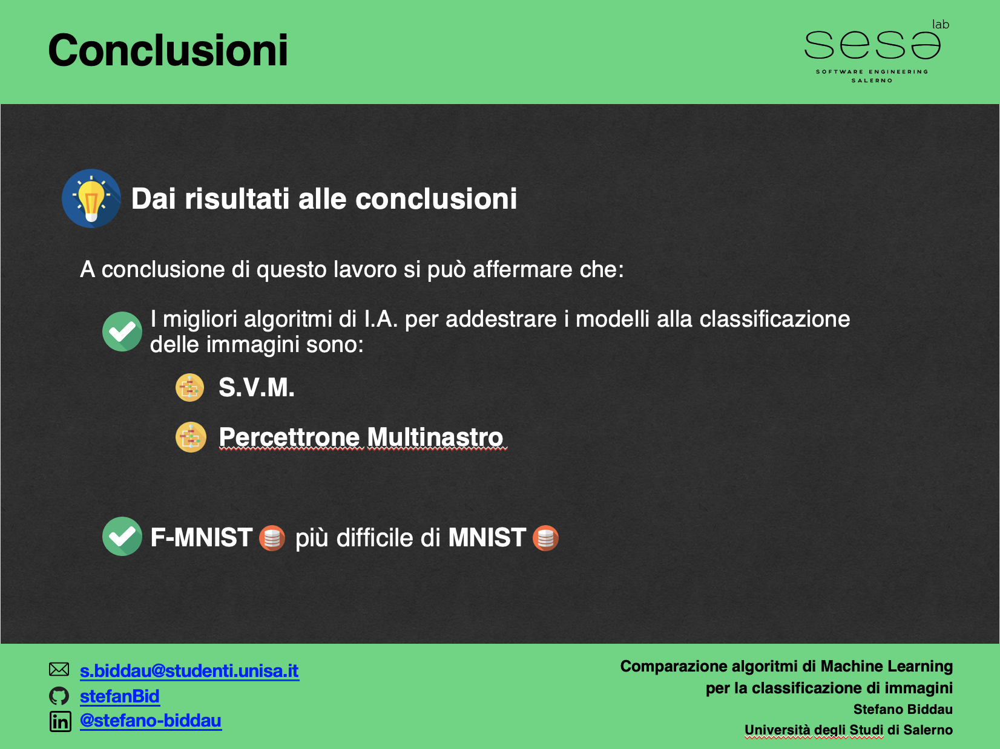 Conclusioni
lab
sesa
SOFTWARE ENGINEERING
SALERNO
Dai risultati alle conclusioni
A conclusione di questo lavoro si può affermare che:
I migliori algoritmi di I.A. per addestrare i modelli alla classificazione
delle immagini sono:
S.V.M.
Percettrone Multinastro
F-MNIST più difficile di MNIST
s.biddau@studenti.unisa.it
stefanBid
in @stefano-biddau
Comparazione algoritmi di Machine Learning
per la classificazione di immagini
Stefano Biddau
Università degli Studi di Salerno